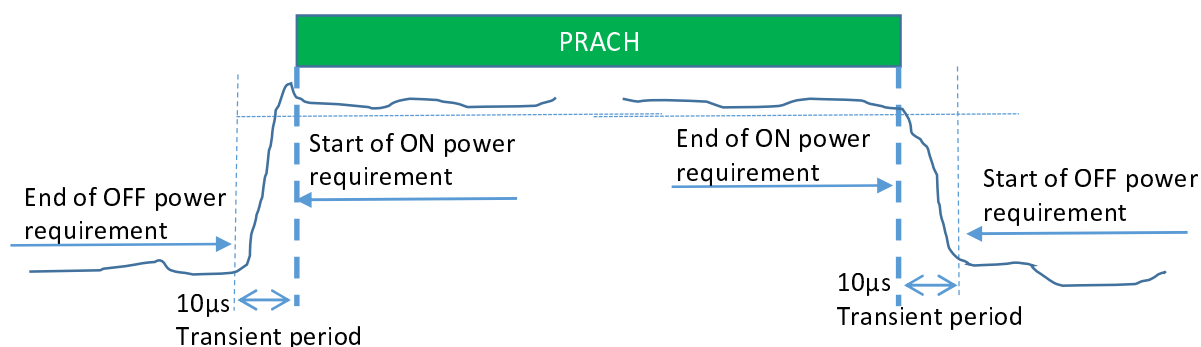 PRACH
Start of ON power
requirement
End of ON power
requirement
End of OFF power
requirement
Start of OFF power
requirement
10µs
Transient period
10µs
Transient period